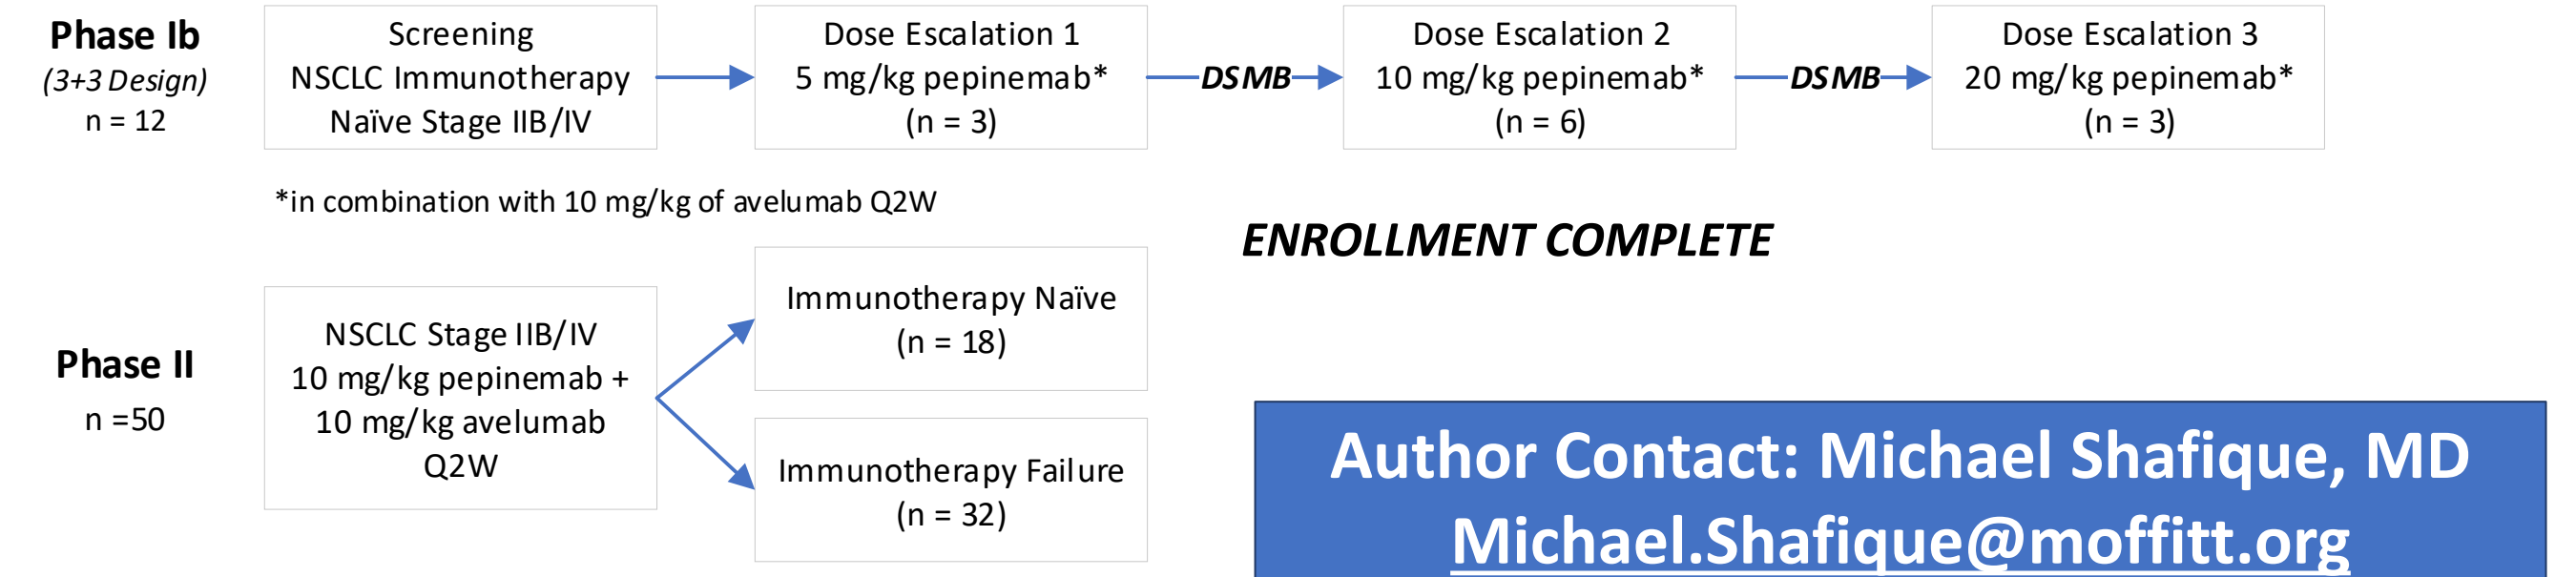 Phase Ib
(3+3 Design)
n = 12
Screening
NSCLC Immunotherapy
Naïve Stage IIB/IV
Dose Escalation 1
5 mg/kg pepinemab*
(n = 3)
DSMB
Dose Escalation 2
10 mg/kg pepinemab*
(n = 6)
DSMB
Dose Escalation 3
20 mg/kg pepinemab*
(n = 3)
*in combination with 10 mg/kg of avelumab Q2W
ENROLLMENT COMPLETE
Phase II
n =50
NSCLC Stage IIB/IV
10 mg/kg pepinemab +
10 mg/kg avelumab
Q2W
Immunotherapy Naïve
(n = 18)
Immunotherapy Failure
(n = 32)
Author Contact: Michael Shafique, MD
Michael.Shafique@moffitt.org